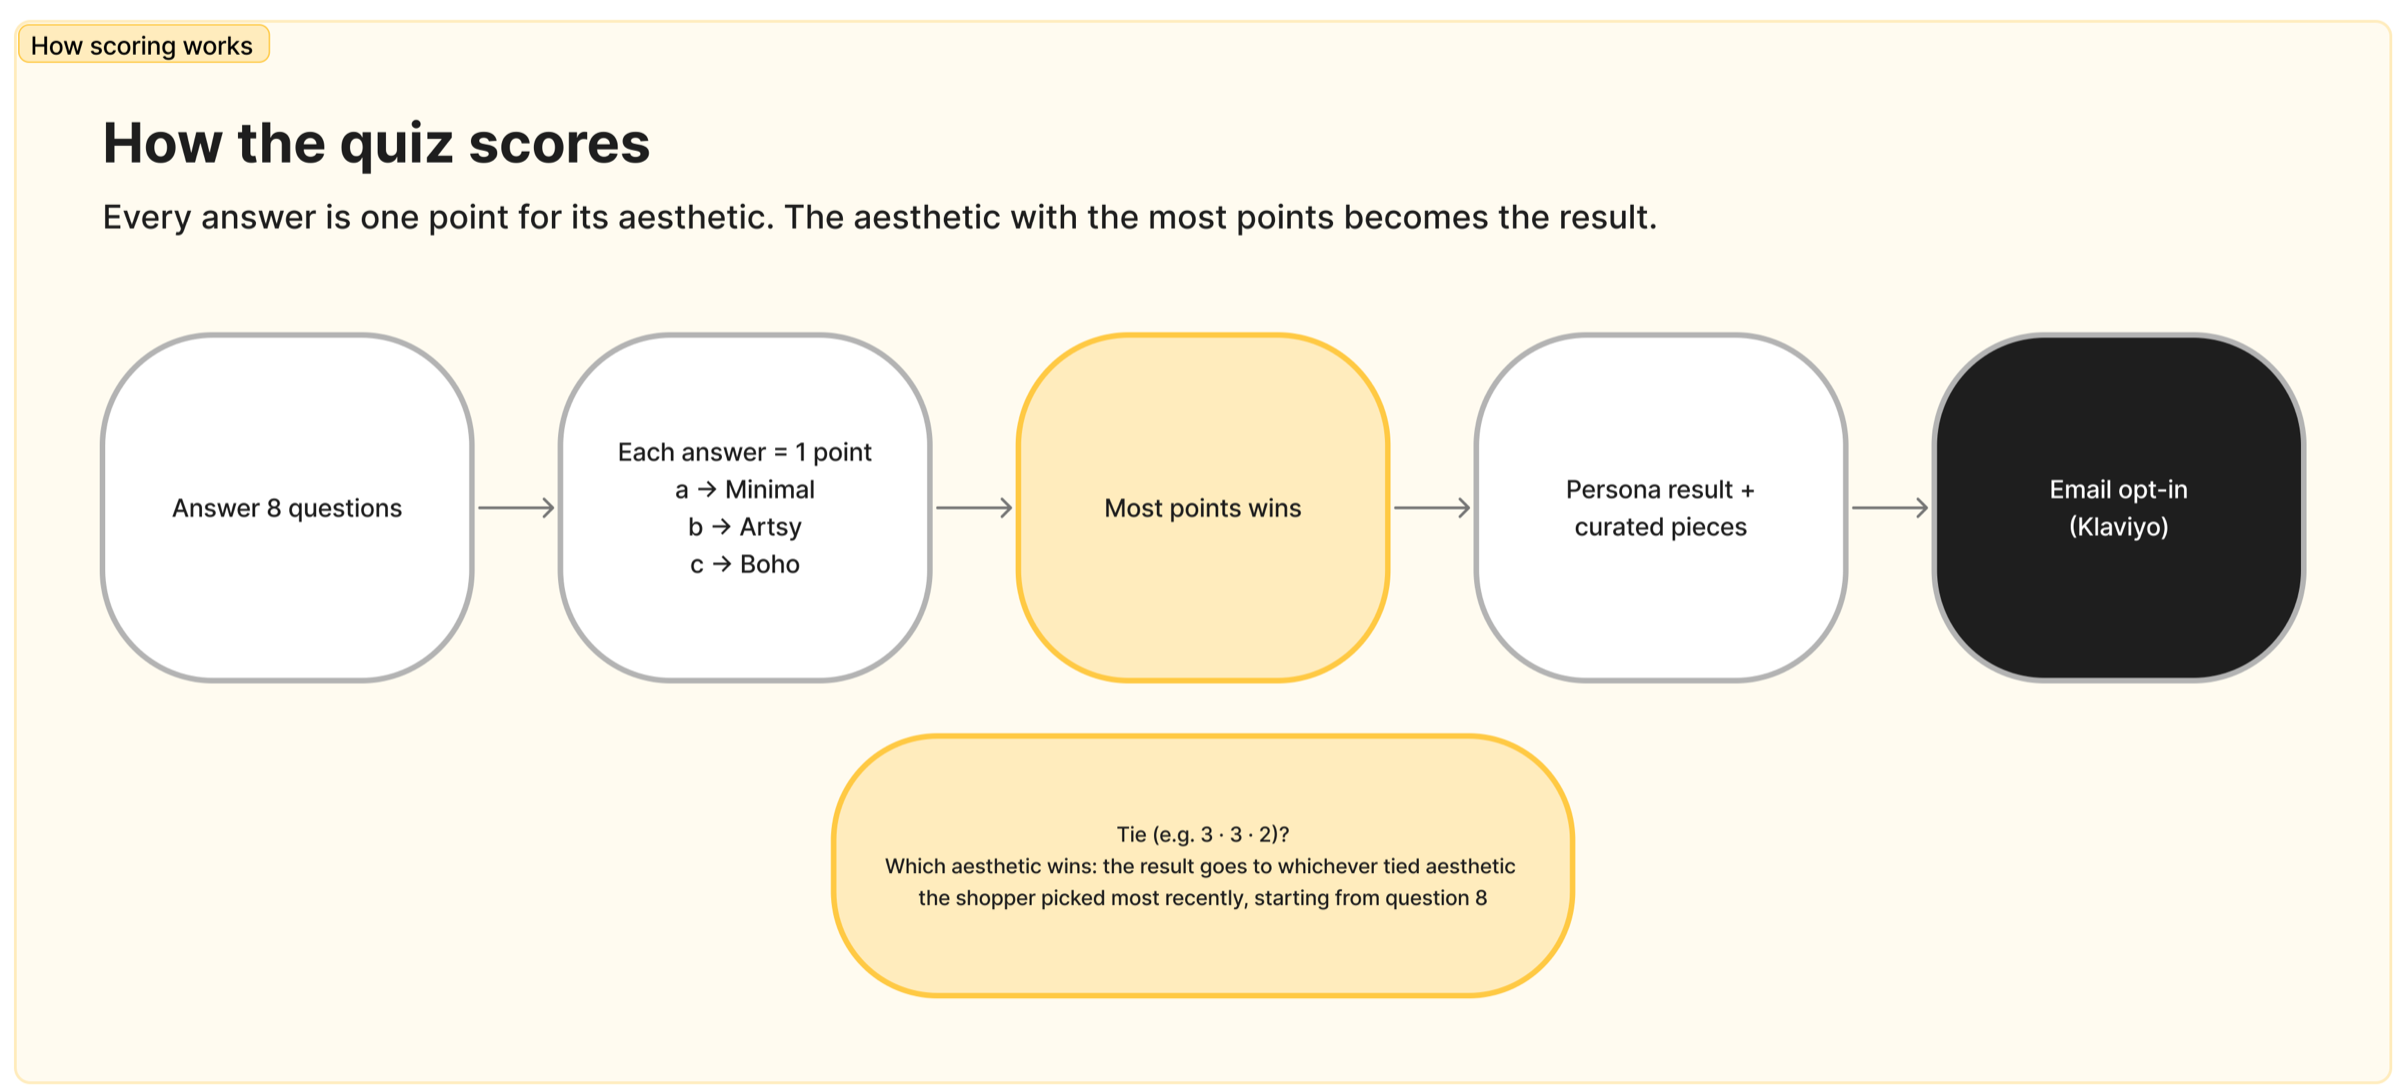 How scoring works
How the quiz scores
Every answer is one point for its aesthetic. The aesthetic with the most points becomes the result.
Answer 8 questions
Each answer = 1 point
a → Minimal
b → Artsy
c → Boho
Most points wins
Persona result +
curated pieces
Email opt-in
(Klaviyo)
Tie (e.g. 3 · 3 · 2)?
Which aesthetic wins: the result goes to whichever tied aesthetic
the shopper picked most recently, starting from question 8